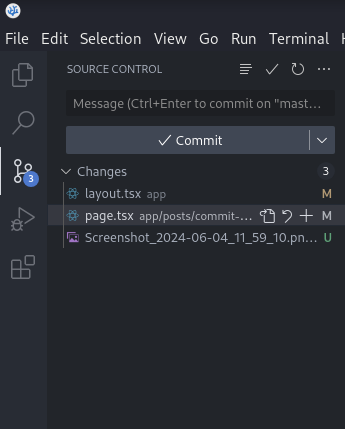 File Edit Selection View Go Run Terminal
SOURCE CONTROL
Message (Ctrl+Enter to commit on "mast...
Commit
Changes 3
layout.tsx app M
3
page.tsx app/posts/commit-... M
Screenshot_2024-06-04_11_59_10.pn... U